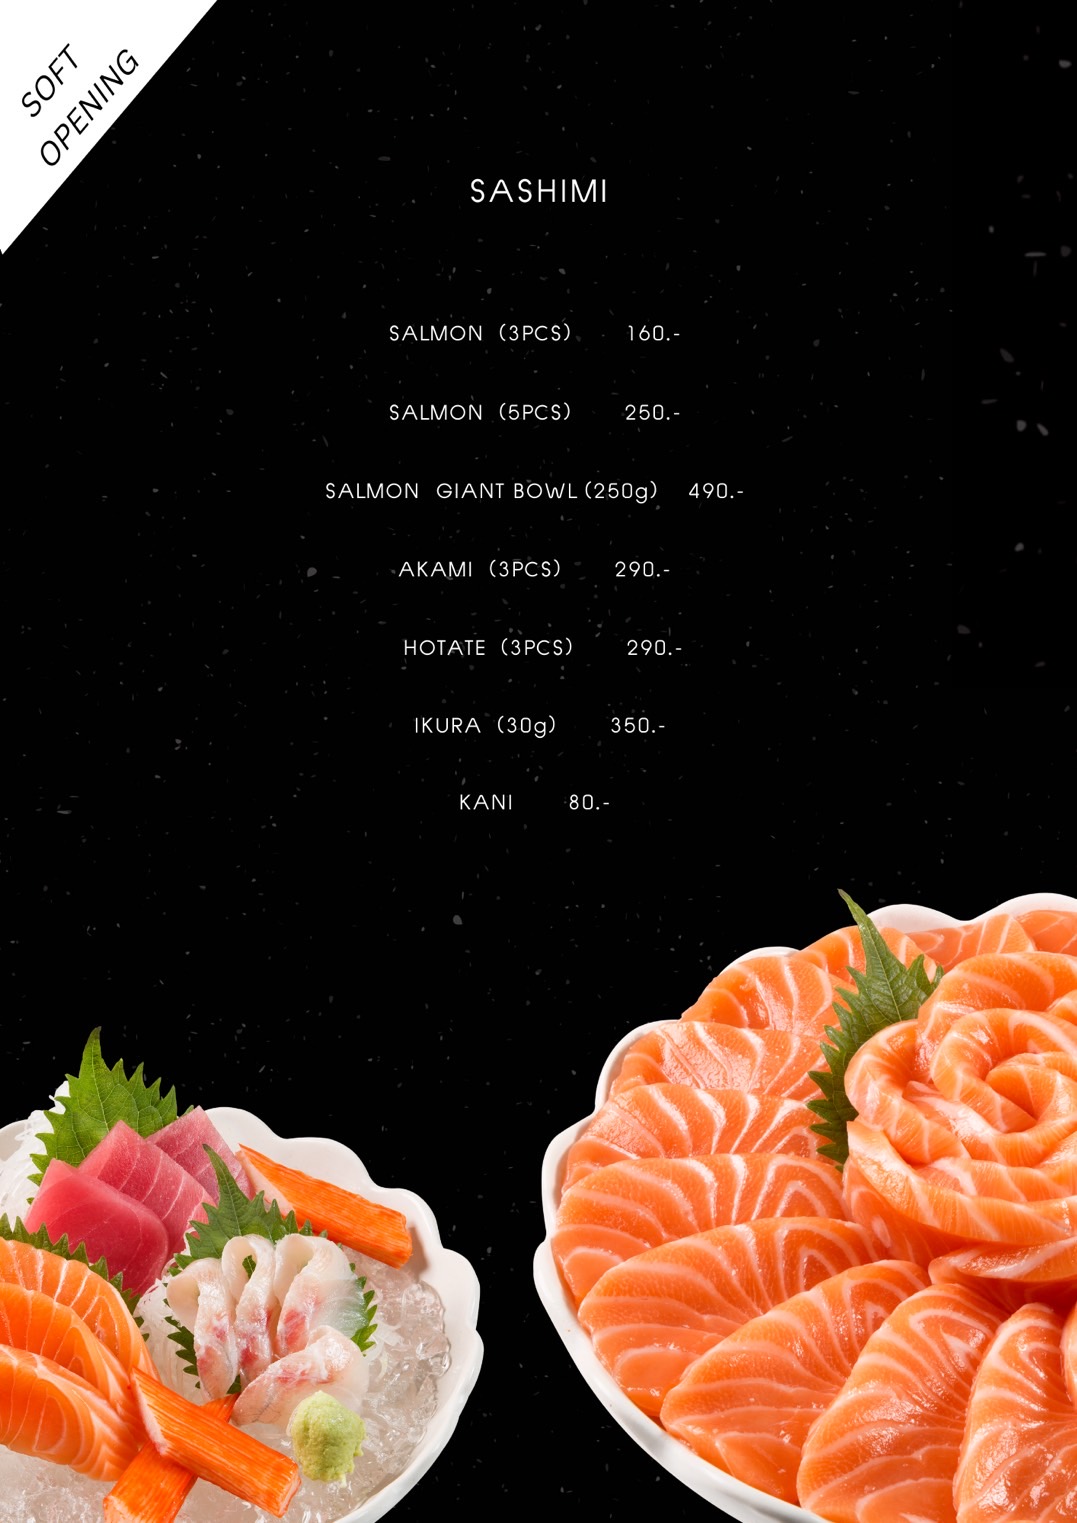 SOFT
OPENING
SASHIMI
SALMON (3PCS) 160.-
SALMON (5PCS) 250.-
SALMON GIANT BOWL (250g) 490.-
AKAMI (3PCS) 290.-
HOTATE (3PCS) 290.-
IKURA (30g) 350.-
KANI 80.-